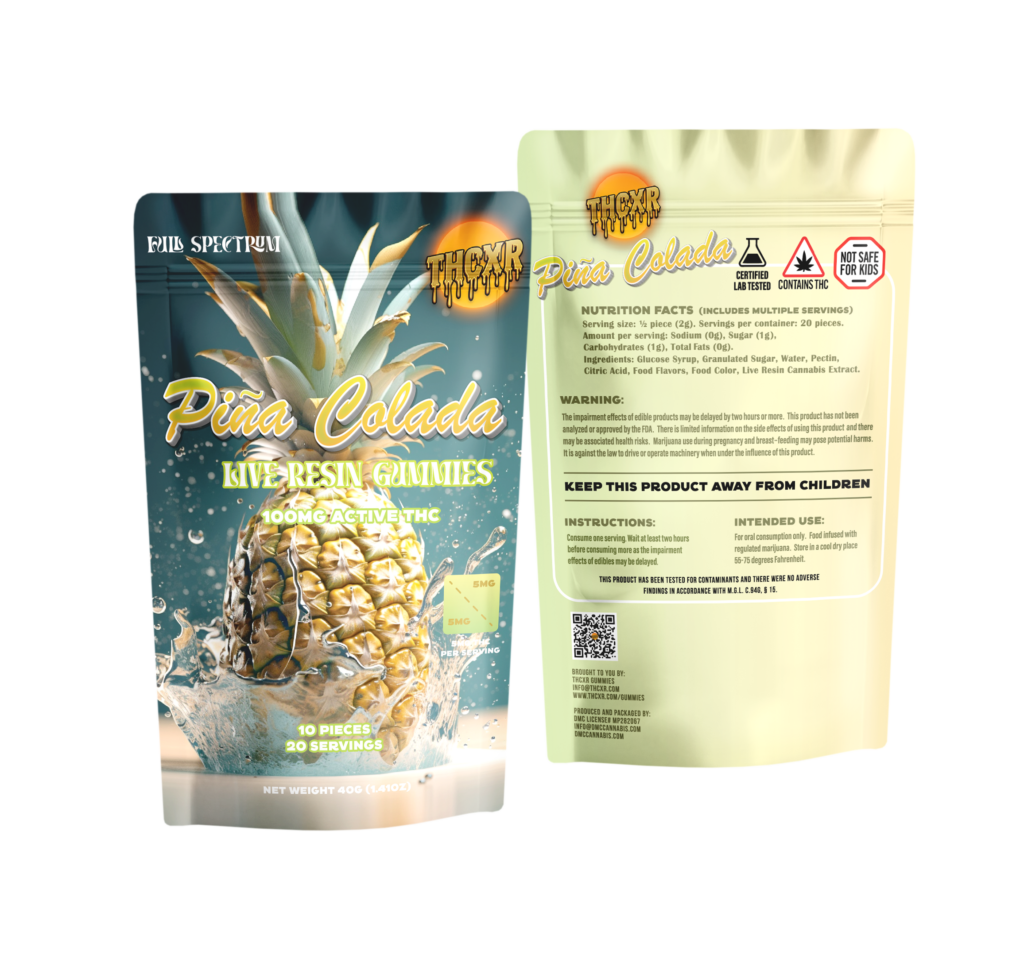 FULL SPECTRUM
THCXR
Piña Colada
LIVE RESIN GUMMIES
100MG ACTIVE THC
5MG
5MG
PER SERVING
10 PIECES
20 SERVINGS
NET WEIGHT 40G (1.41OZ)
THCXR
Piña Colada
CERTIFIED
LAB TESTED
CONTAINS THC
NOT SAFE
FOR KIDS
NUTRITION FACTS (INCLUDES MULTIPLE SERVINGS)
Serving size: ½ piece (2g). Servings per container: 20 pieces.
Amount per serving: Sodium (0g), Sugar (1g),
Carbohydrates (1g), Total Fats (0g).
Ingredients: Glucose Syrup, Granulated Sugar, Water, Pectin,
Citric Acid, Food Flavors, Food Color, Live Resin Cannabis Extract.
WARNING:
The impairment effects of edible products may be delayed by two hours or more. This product has not been
analyzed or approved by the FDA. There is limited information on the side effects of using this product and there
may be associated health risks. Marijuana use during pregnancy and breast-feeding may pose potential harms.
It is against the law to drive or operate machinery when under the influence of this product.
KEEP THIS PRODUCT AWAY FROM CHILDREN
INSTRUCTIONS:
Consume one serving. Wait at least two hours
before consuming more as the impairment
effects of edibles may be delayed.
INTENDED USE:
For oral consumption only. Food infused with
regulated marijuana. Store in a cool dry place
55-75 degrees Fahrenheit.
THIS PRODUCT HAS BEEN TESTED FOR CONTAMINANTS AND THERE WERE NO ADVERSE
FINDINGS IN ACCORDANCE WITH M.G.L. C.94G, § 15.
BROUGHT TO YOU BY:
THCXR GUMMIES
INFO@THCXR.COM
WWW.THCXR.COM/GUMMIES
PRODUCED AND PACKAGED BY:
DMC LICENSE# MP282067
INFO@DMCCANNABIS.COM
DMCCANNABIS.COM